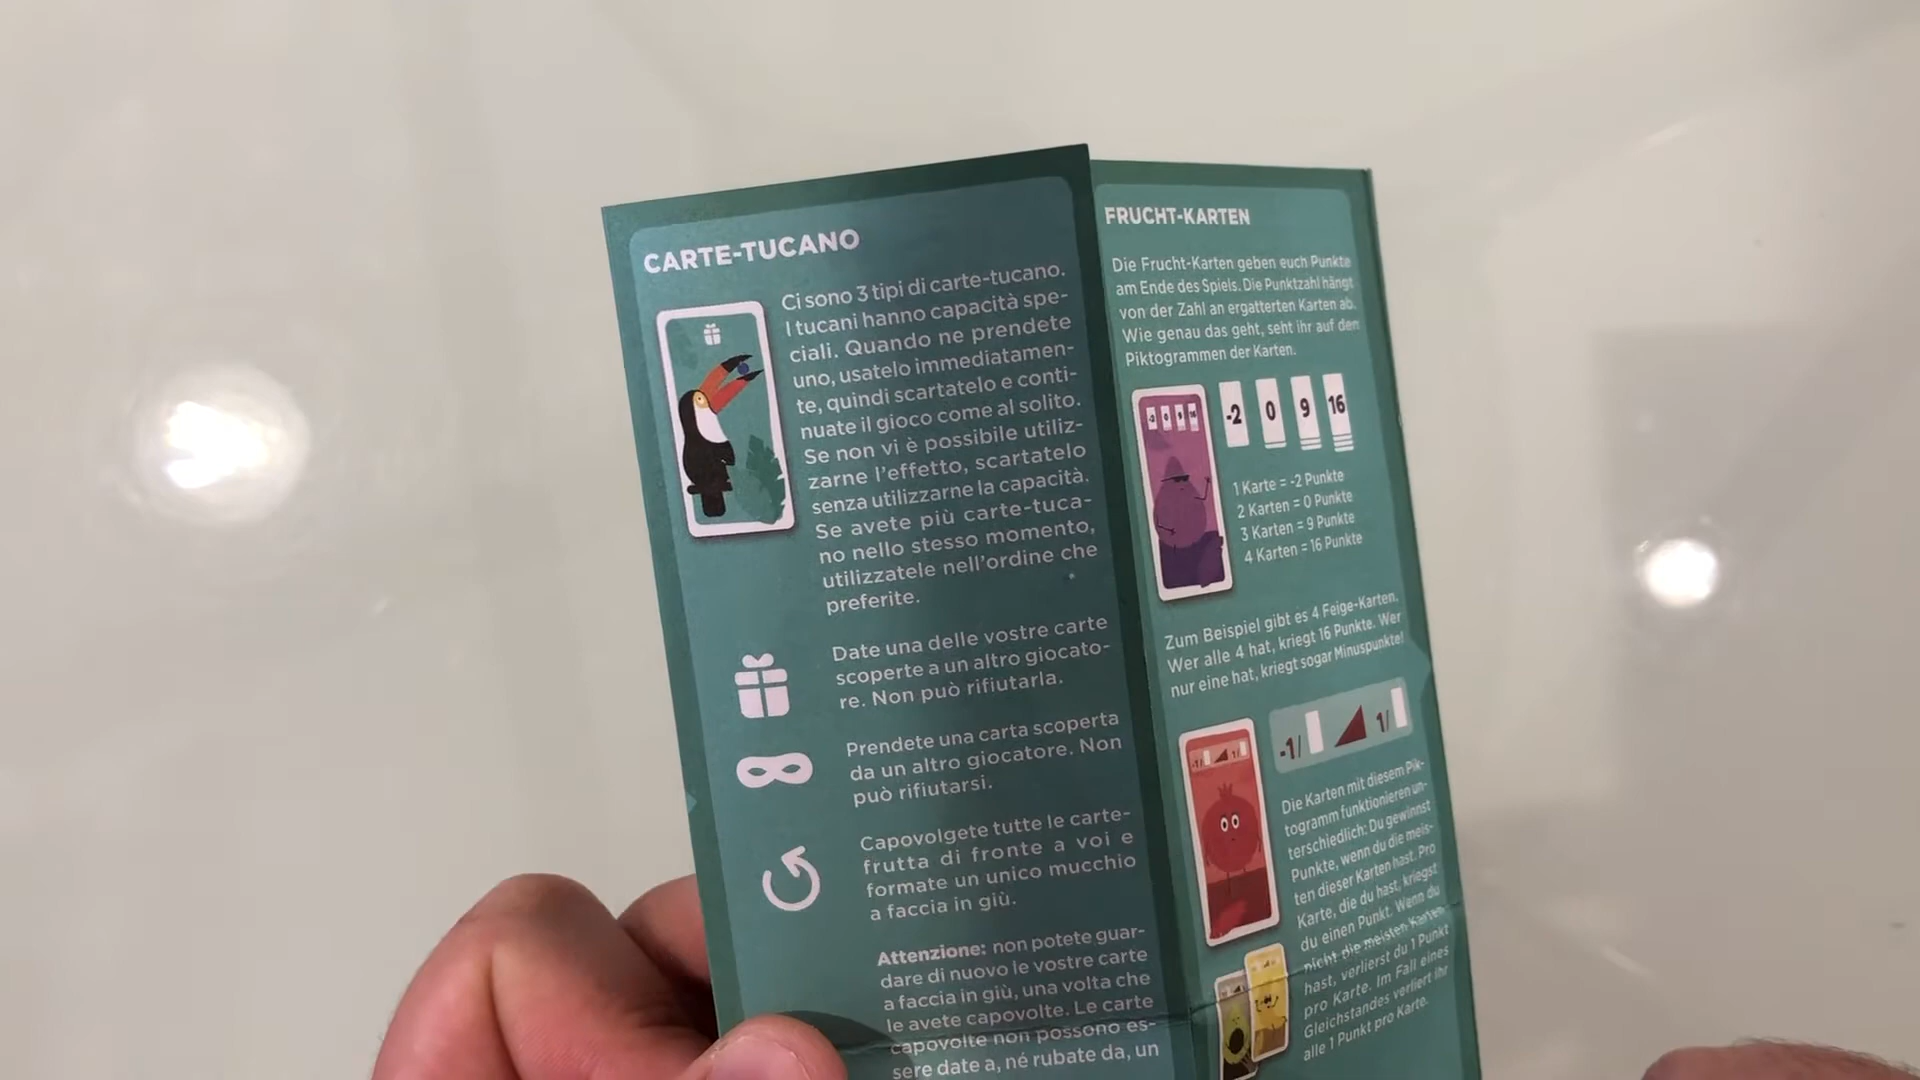 CARTE-TUCANO
Ci sono 3 tipi di carte-tucano.
I tucani hanno capacità spe-
ciali. Quando ne prendete
uno, usatelo immediatamen-
te, quindi scartatelo e conti-
nuate il gioco come al solito.
Se non vi è possibile utiliz-
zarne l'effetto, scartatelo
senza utilizzarne la capacità.
Se avete più carte-tuca-
no nello stesso momento,
utilizzatele nell'ordine che
preferite.
Date una delle vostre carte
scoperte a un altro giocato-
re. Non può rifiutarla.
Prendete una carta scoperta
da un altro giocatore. Non
può rifiutarsi.
Capovolgete tutte le carte-
frutta di fronte a voi e
formate un unico mucchio
a faccia in giù.
Attenzione: non potete guar-
dare di nuovo le vostre carte
a faccia in giù, una volta che
le avete capovolte. Le carte
capovolte non possono es-
sere date a, né rubate da, un
FRUCHT-KARTEN
Die Frucht-Karten geben euch Punkte
am Ende des Spiels. Die Punktzahl hängt
von der Zahl an ergatterten Karten ab.
Wie genau das geht, seht ihr auf den
Piktogrammen der Karten.
-2 0 9 16
-2 0 9 16
1 Karte = -2 Punkte
2 Karten = 0 Punkte
3 Karten = 9 Punkte
4 Karten = 16 Punkte
Zum Beispiel gibt es 4 Feige-Karten.
Wer alle 4 hat, kriegt 16 Punkte. Wer
nur eine hat, kriegt sogar Minuspunkte!
-1/ 1/
-1/ 1/
Die Karten mit diesem Pik-
togramm funktionieren un-
terschiedlich: Du gewinnst
Punkte, wenn du die meis-
ten dieser Karten hast. Pro
Karte, die du hast, kriegst
du einen Punkt. Wenn du
nicht die meisten Karten
hast, verlierst du 1 Punkt
pro Karte. Im Fall eines
Gleichstandes verliert ihr
alle 1 Punkt pro Karte.